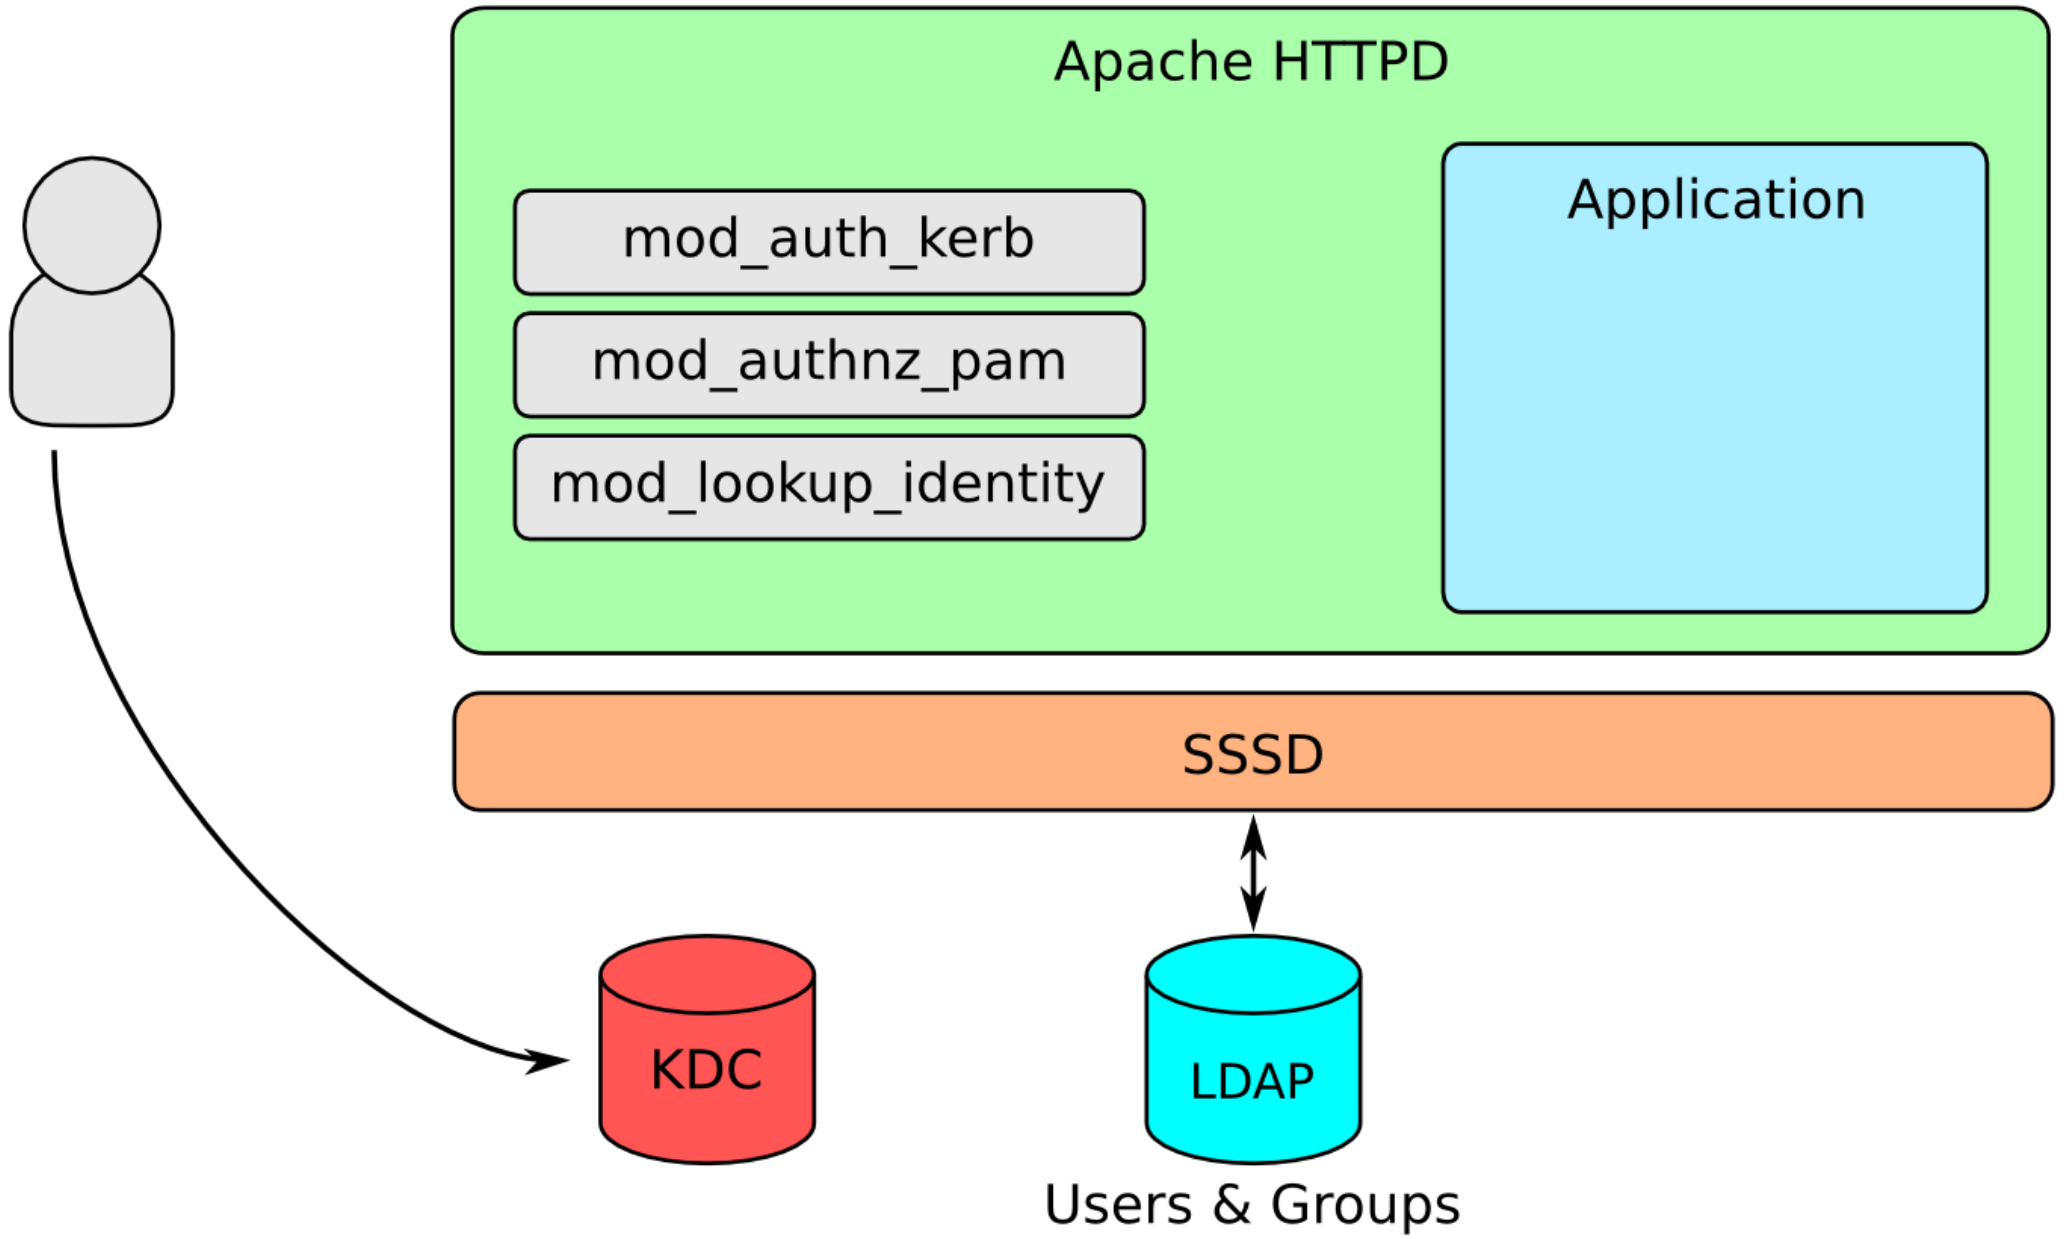 Apache HTTPD
Application
mod_auth_kerb
mod_authnz_pam
mod_lookup_identity
SSSD
KDC
LDAP
Users & Groups